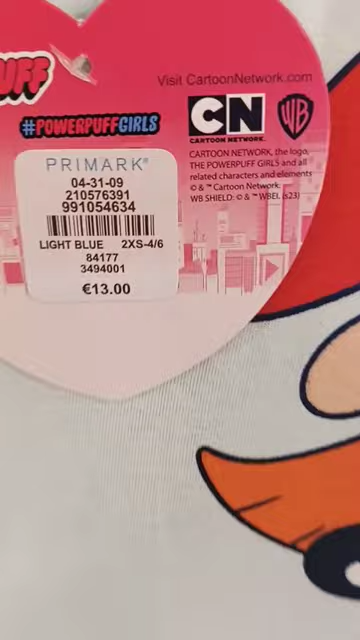 UFF
Visit CartoonNetwork.com
#POWERPUFFGIRLS
CN
CARTOON NETWORK
WB
CARTOON NETWORK, the logo,
THE POWERPUFF GIRLS and all
related characters and elements
© & ™ Cartoon Network.
WB SHIELD: © & ™ WBEI. (s23)
PRIMARK®
04-31-09
210576391
991054634
LIGHT BLUE 2XS-4/6
84177
3494001
€13.00